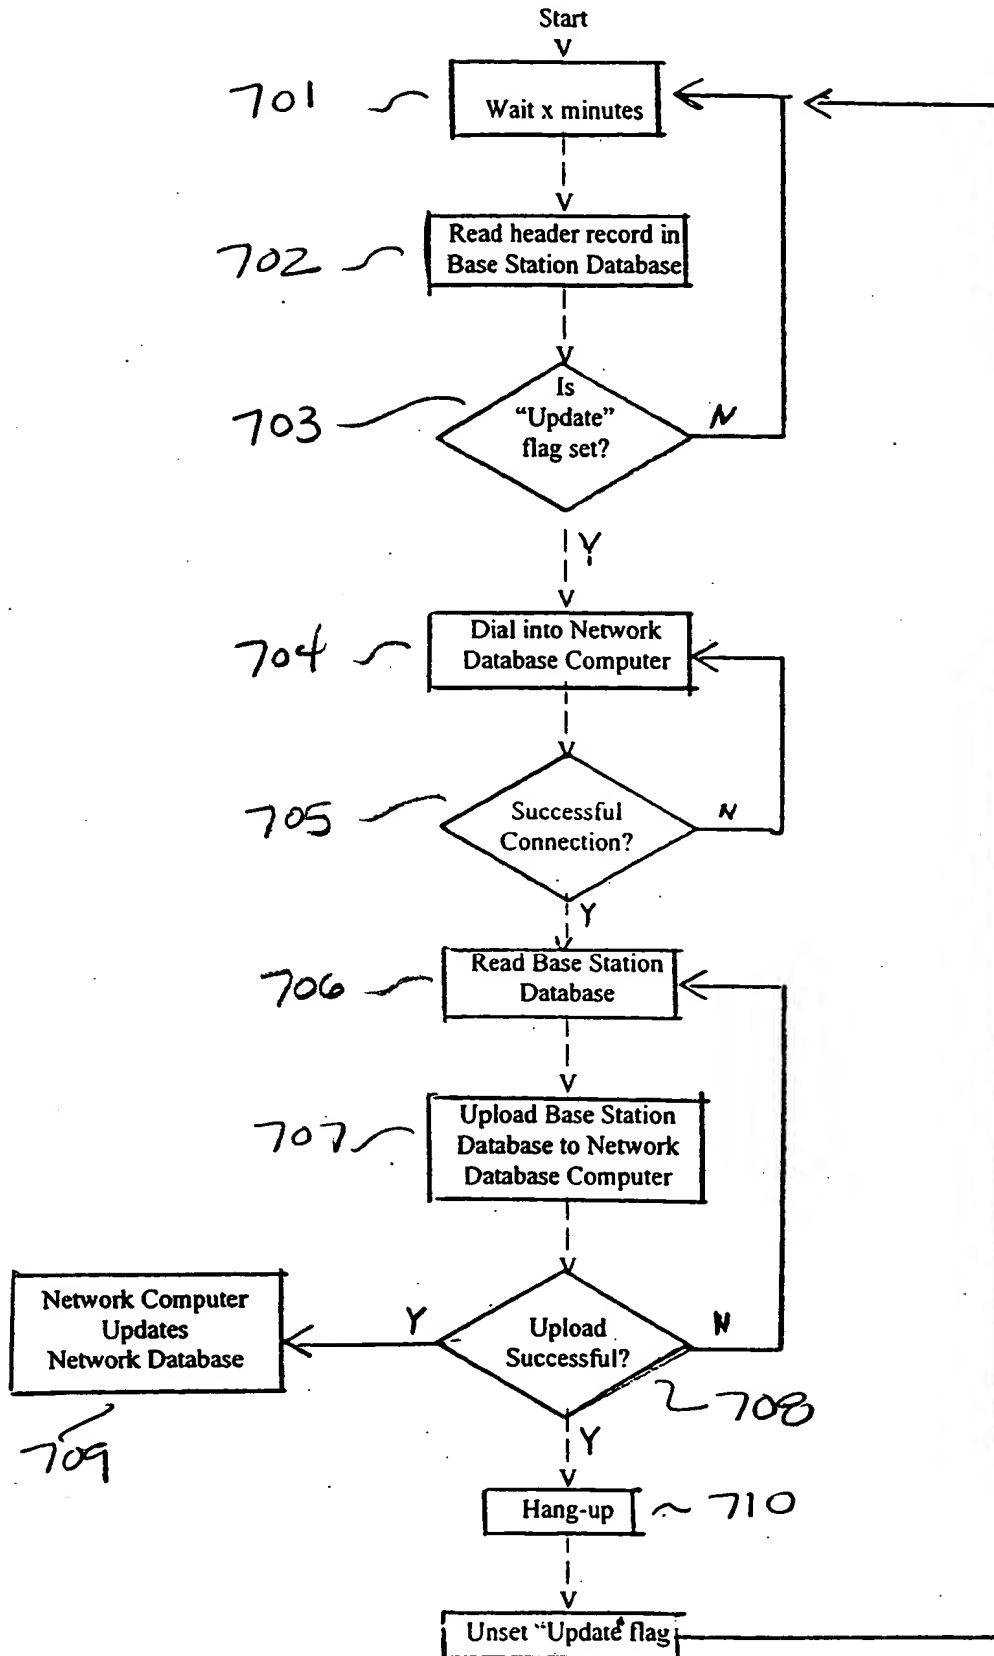 Start
701
Wait x minutes
702
Read header record in
Base Station Database
703
Is
“Update”
flag set?
N
Y
704
Dial into Network
Database Computer
705
Successful
Connection?
N
Y
706
Read Base Station
Database
707
Upload Base Station
Database to Network
Database Computer
Network Computer
Updates
Network Database
Y
Upload
Successful?
N
708
709
Y
Hang-up
710
Unset “Update” flag